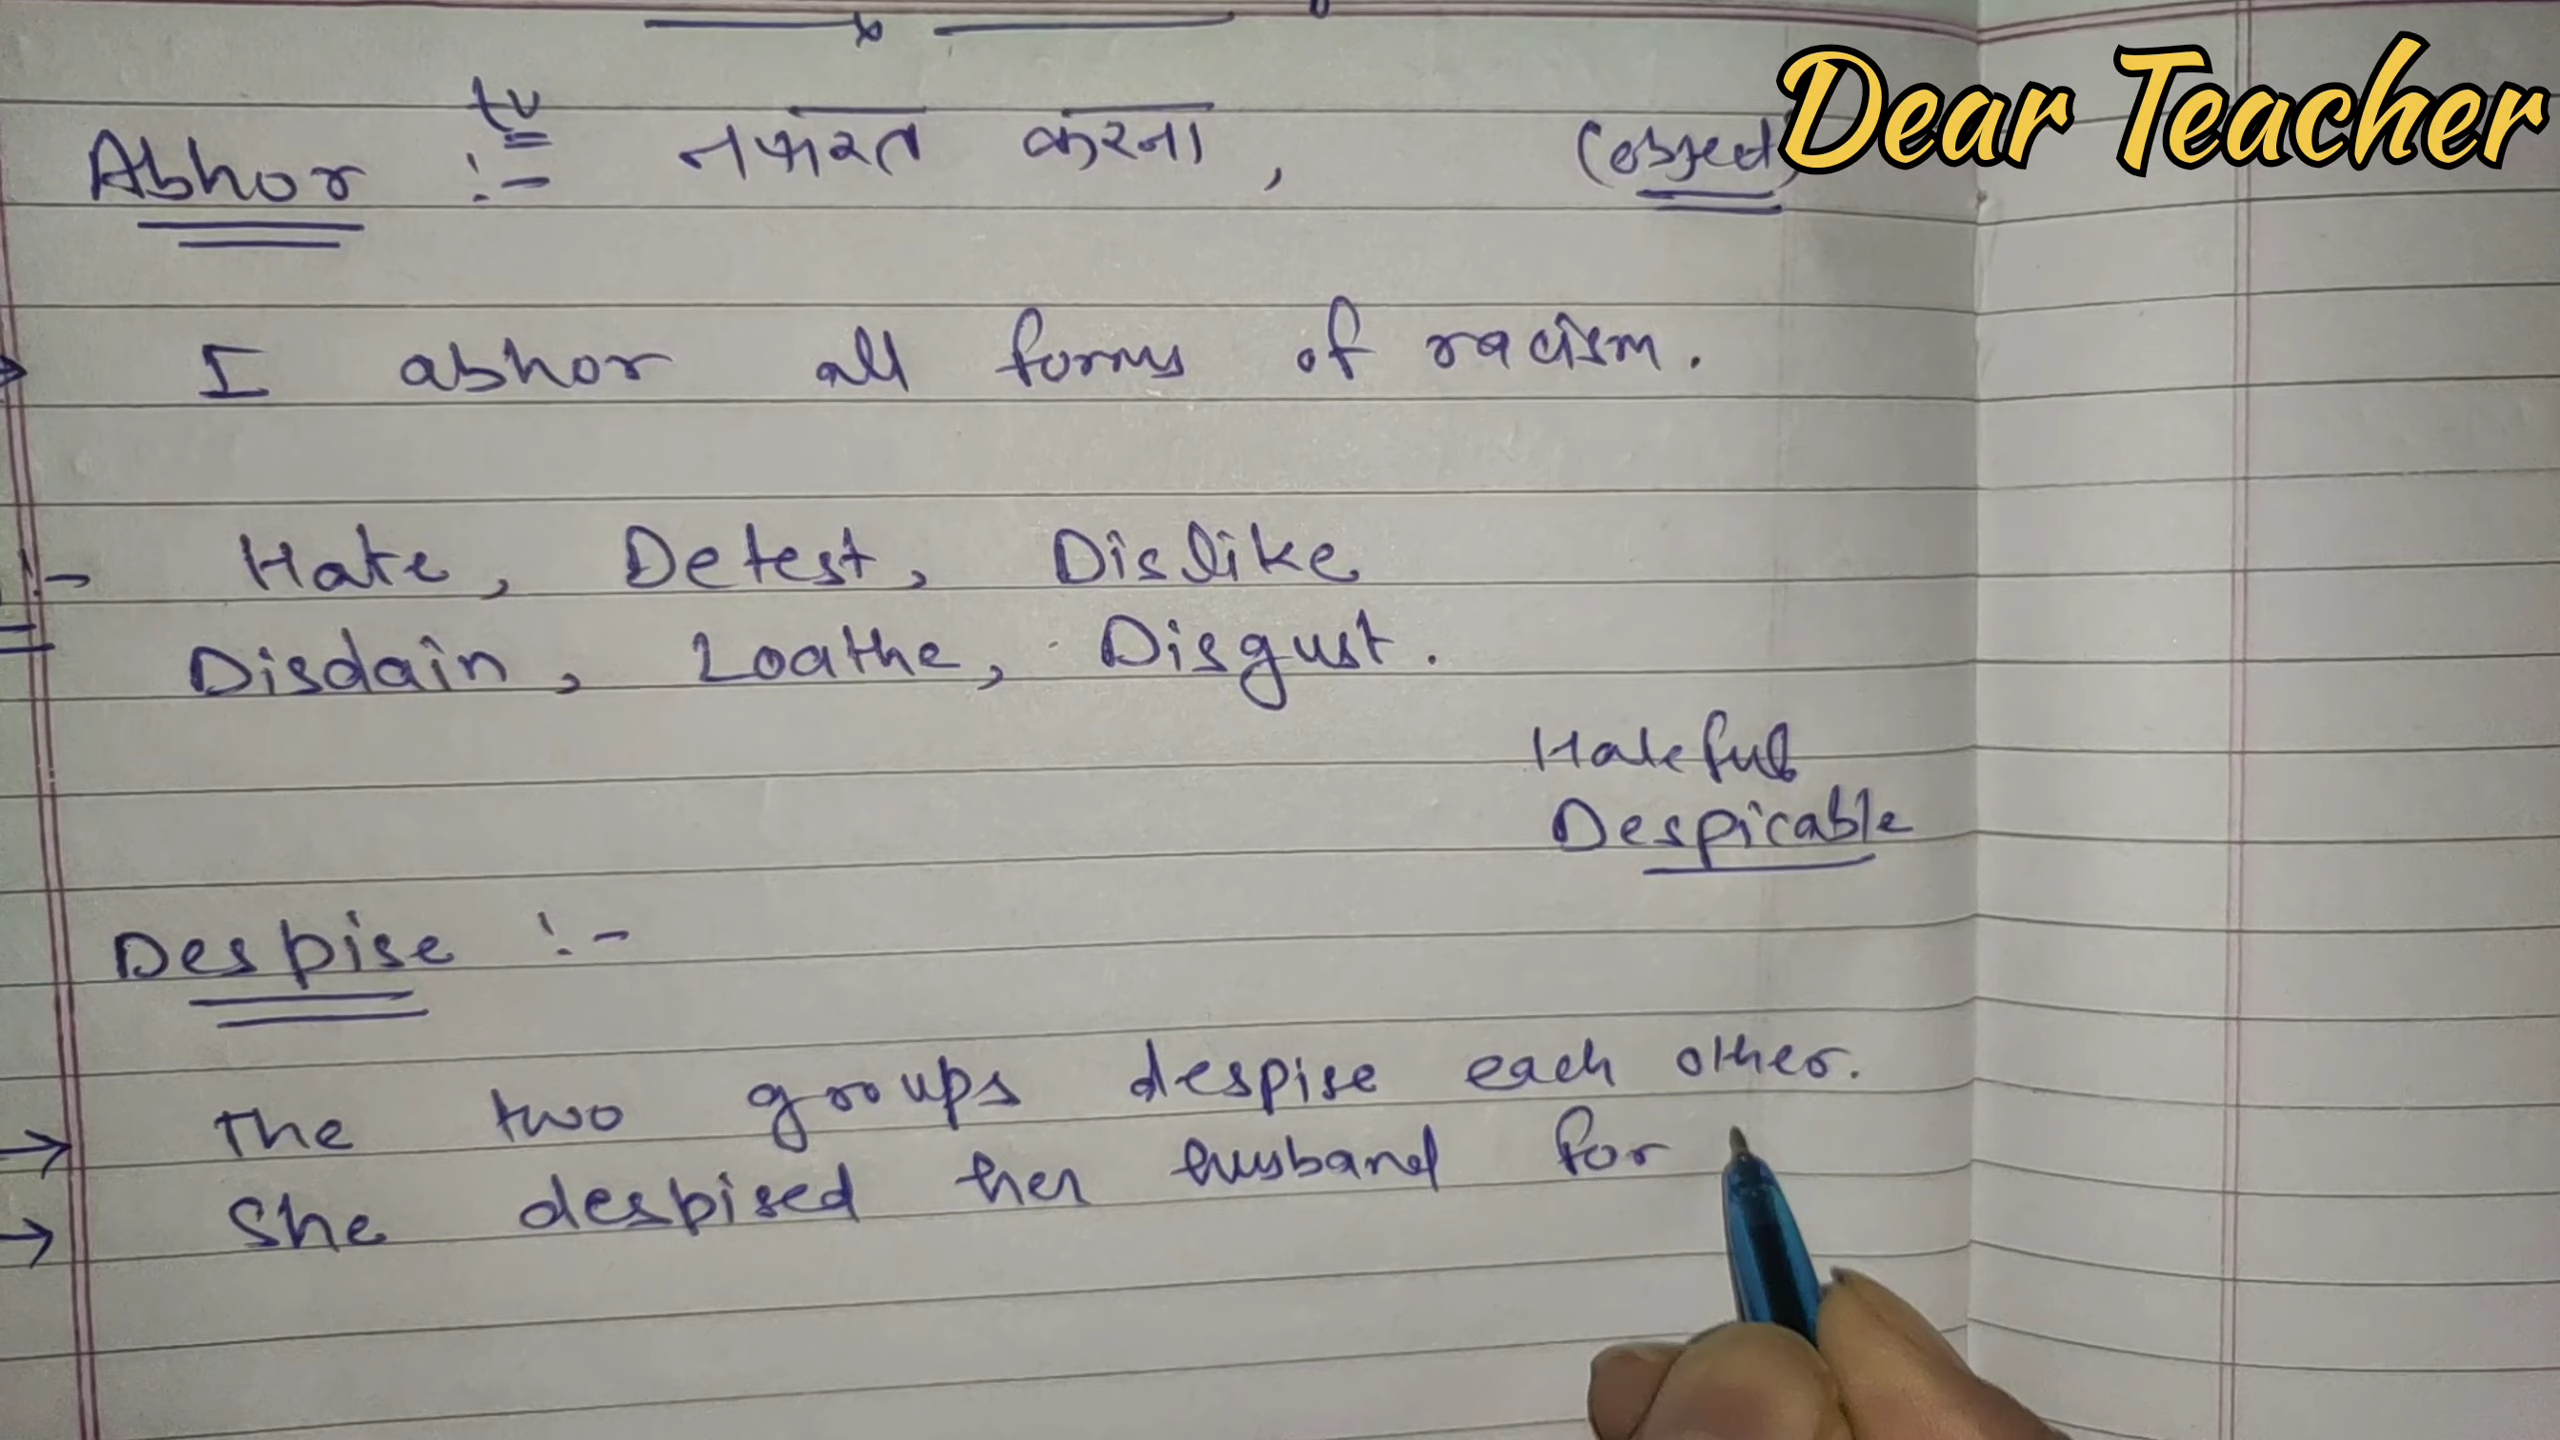 Dear Teacher
tv
Abhor :- नफरत करना, (object)
I abhor all forms of racism.
:- Hate, Detest, Dislike
Disdain, Loathe, Disgust.
Hateful
Despicable
Despise :-
→ The two groups despise each other.
→ She despised her husband for